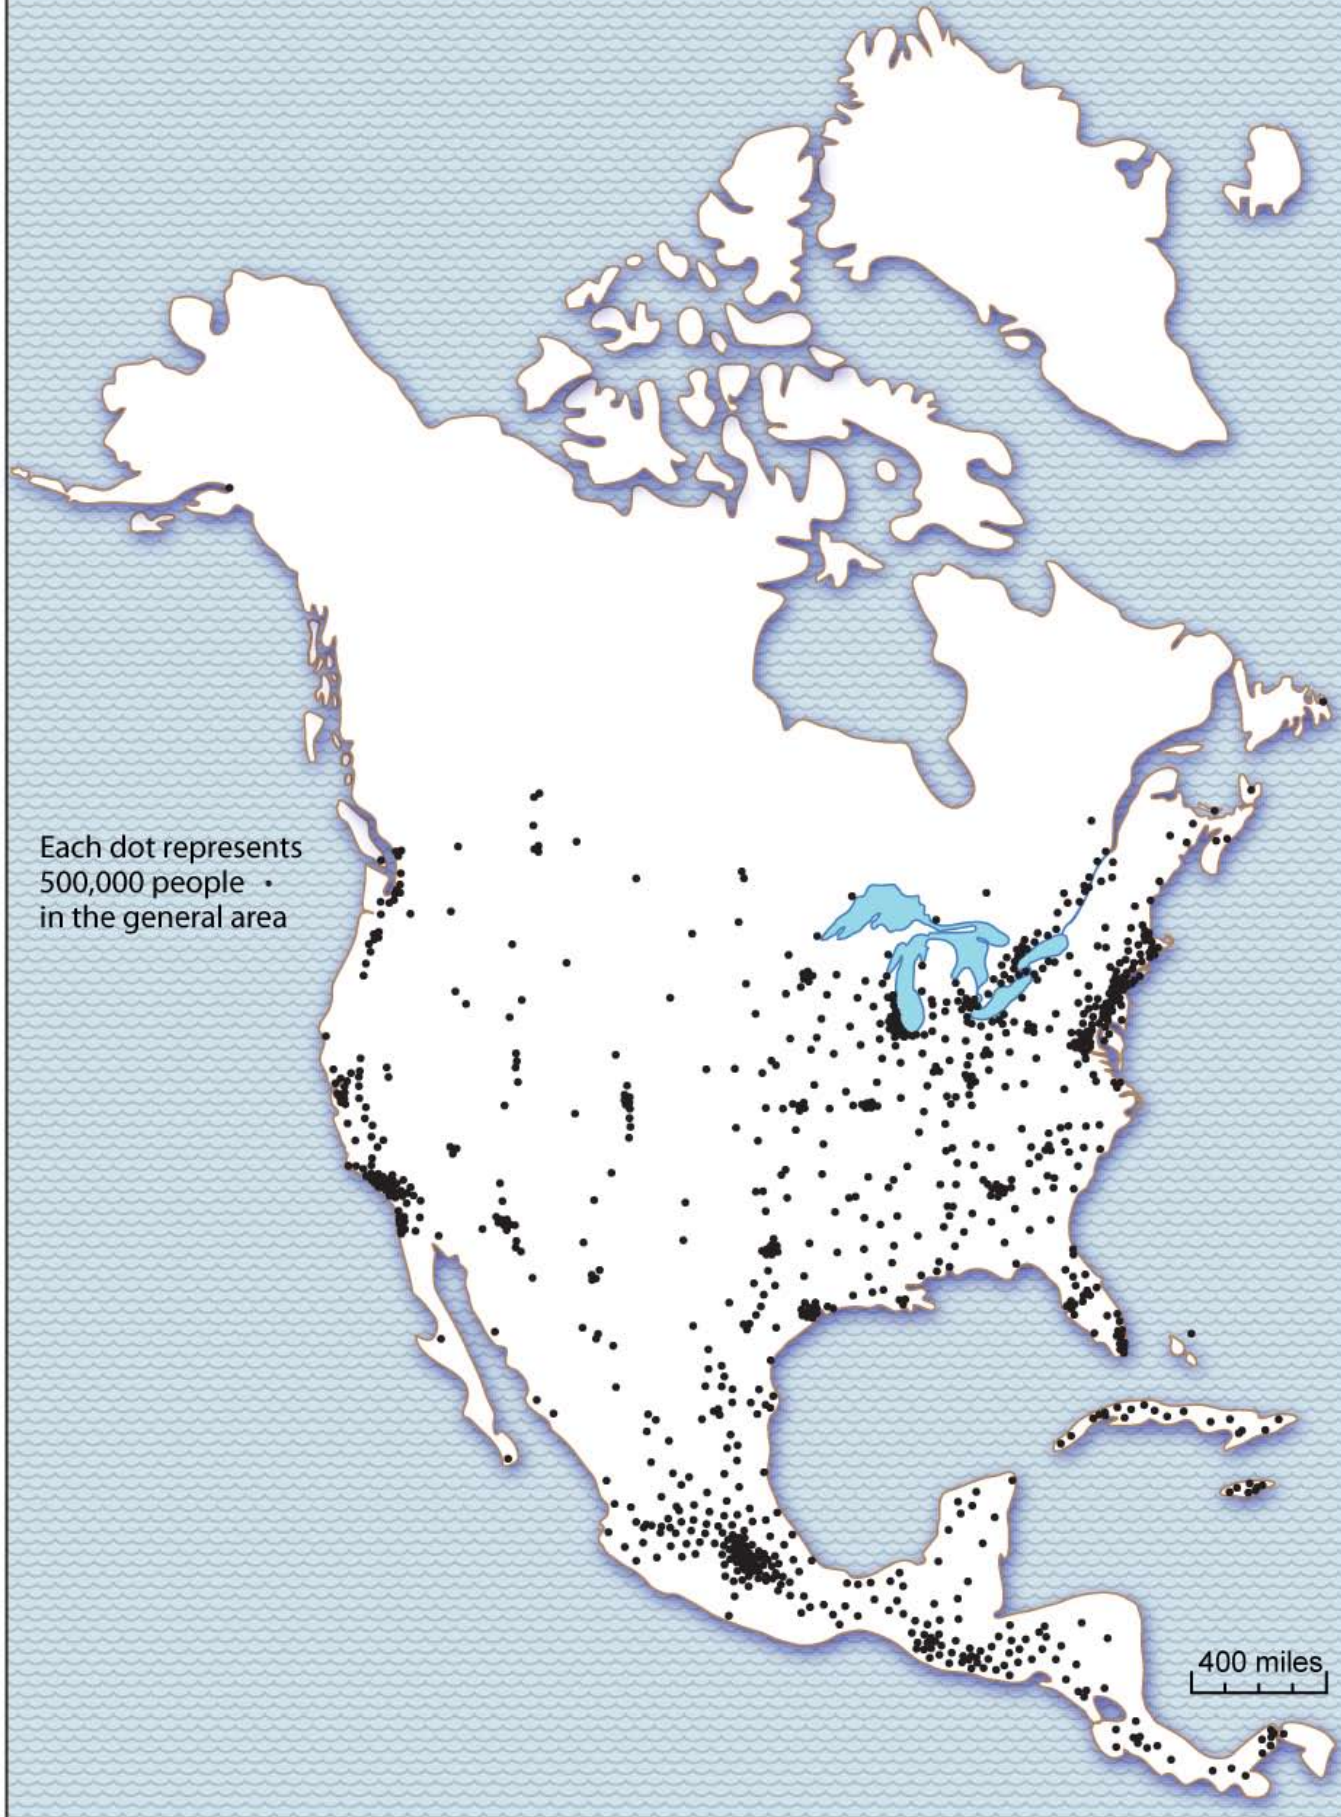 Each dot represents
500,000 people •
in the general area
400 miles